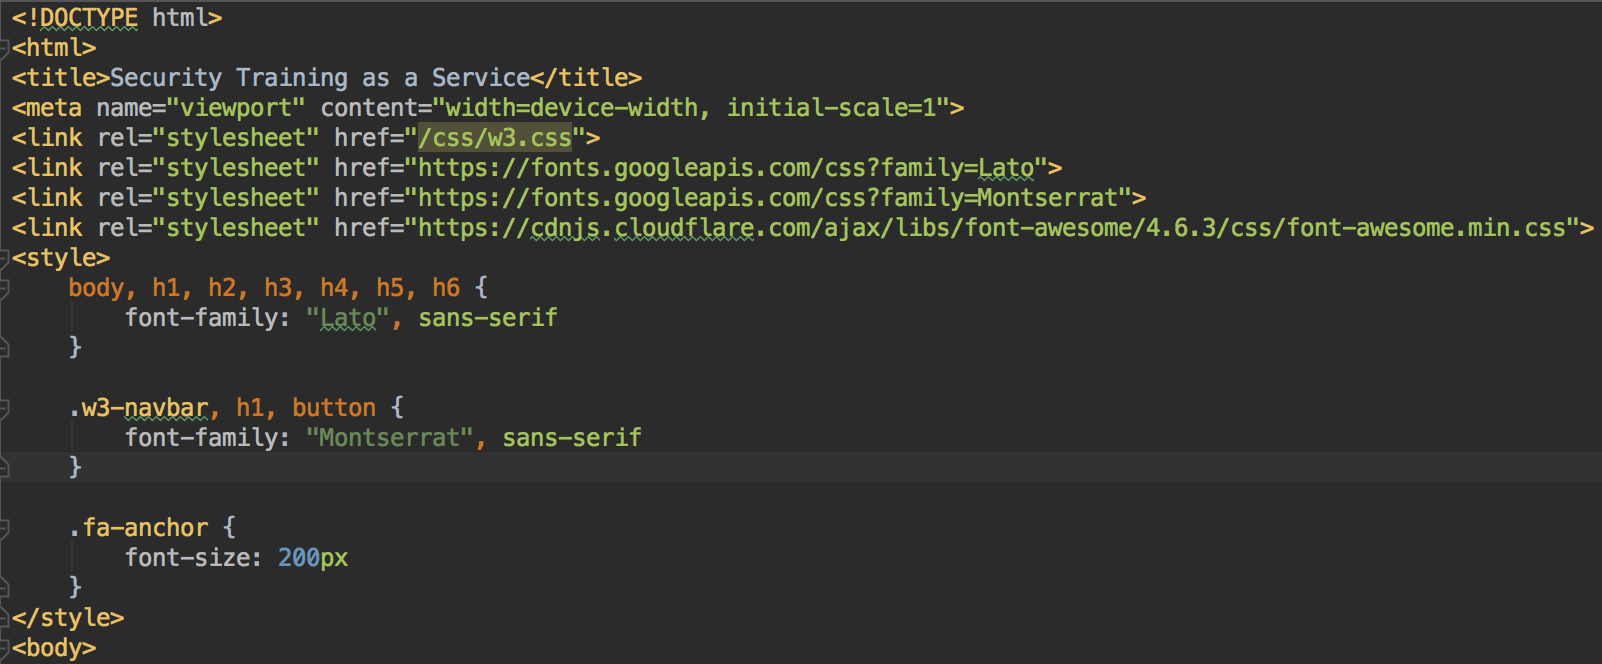 <!DOCTYPE html>
<html>
<title>Security Training as a Service</title>
<meta name="viewport" content="width=device-width, initial-scale=1">
<link rel="stylesheet" href="/css/w3.css">
<link rel="stylesheet" href="https://fonts.googleapis.com/css?family=Lato">
<link rel="stylesheet" href="https://fonts.googleapis.com/css?family=Montserrat">
<link rel="stylesheet" href="https://cdnjs.cloudflare.com/ajax/libs/font-awesome/4.6.3/css/font-awesome.min.css">
<style>
    body, h1, h2, h3, h4, h5, h6 {
        font-family: "Lato", sans-serif
    }
    .w3-navbar, h1, button {
        font-family: "Montserrat", sans-serif
    }
    .fa-anchor {
        font-size: 200px
    }
</style>
<body>